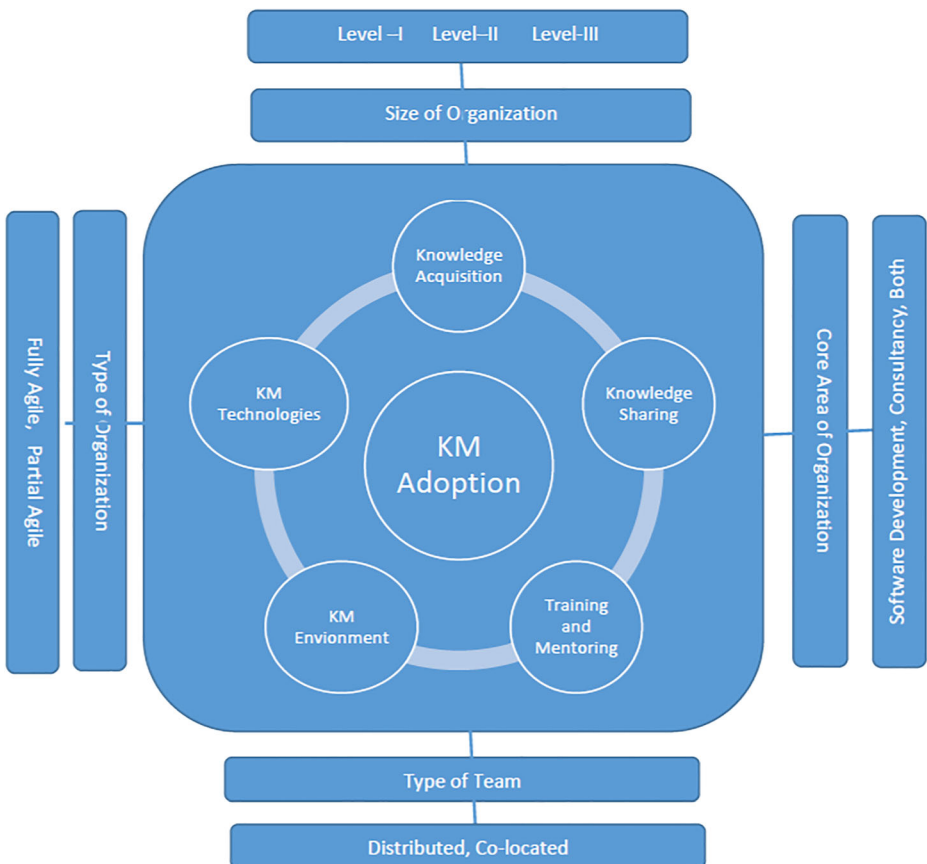 Level –I Level–II Level-III
Size of Organization
Knowledge
Acquisition
KM
Technologies
Knowledge
Sharing
KM
Adoption
KM
Envionment
Training
and
Mentoring
Fully Agile, Partial Agile
Type of Organization
Core Area of Organization
Software Development, Consultancy, Both
Type of Team
Distributed, Co-located